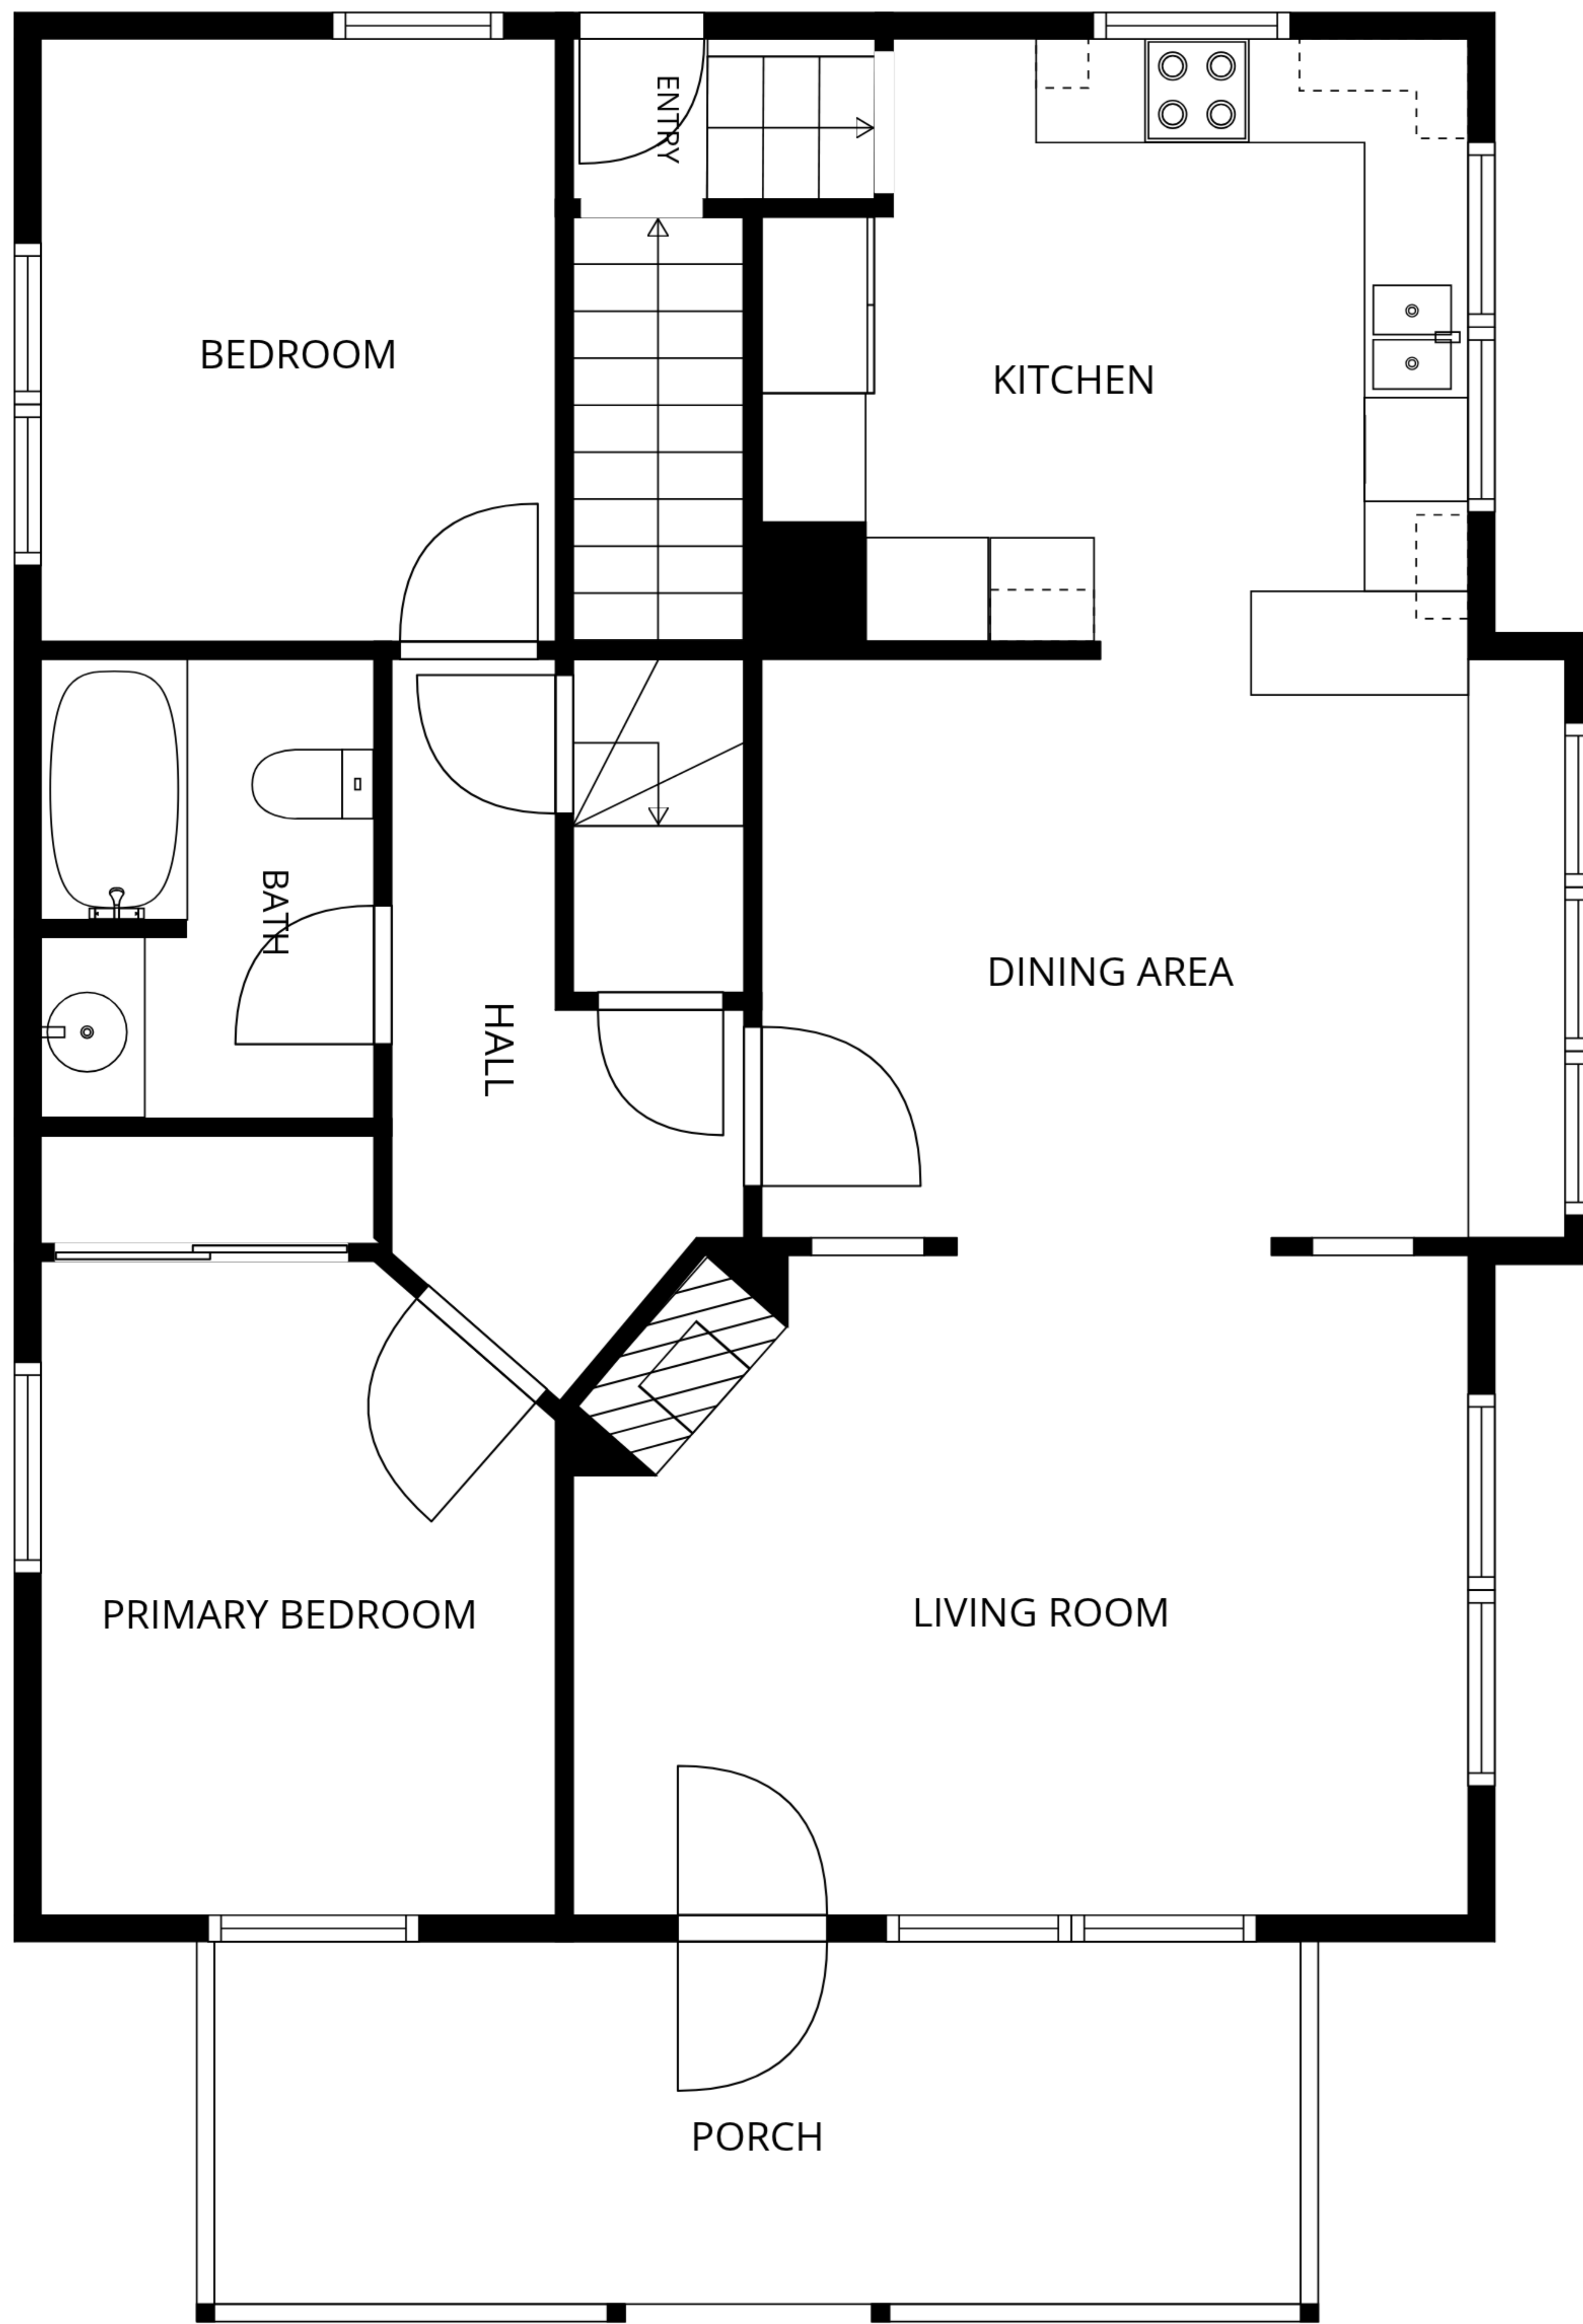 ENTRY
BEDROOM
KITCHEN
BATH
DINING AREA
HALL
PRIMARY BEDROOM
LIVING ROOM
PORCH